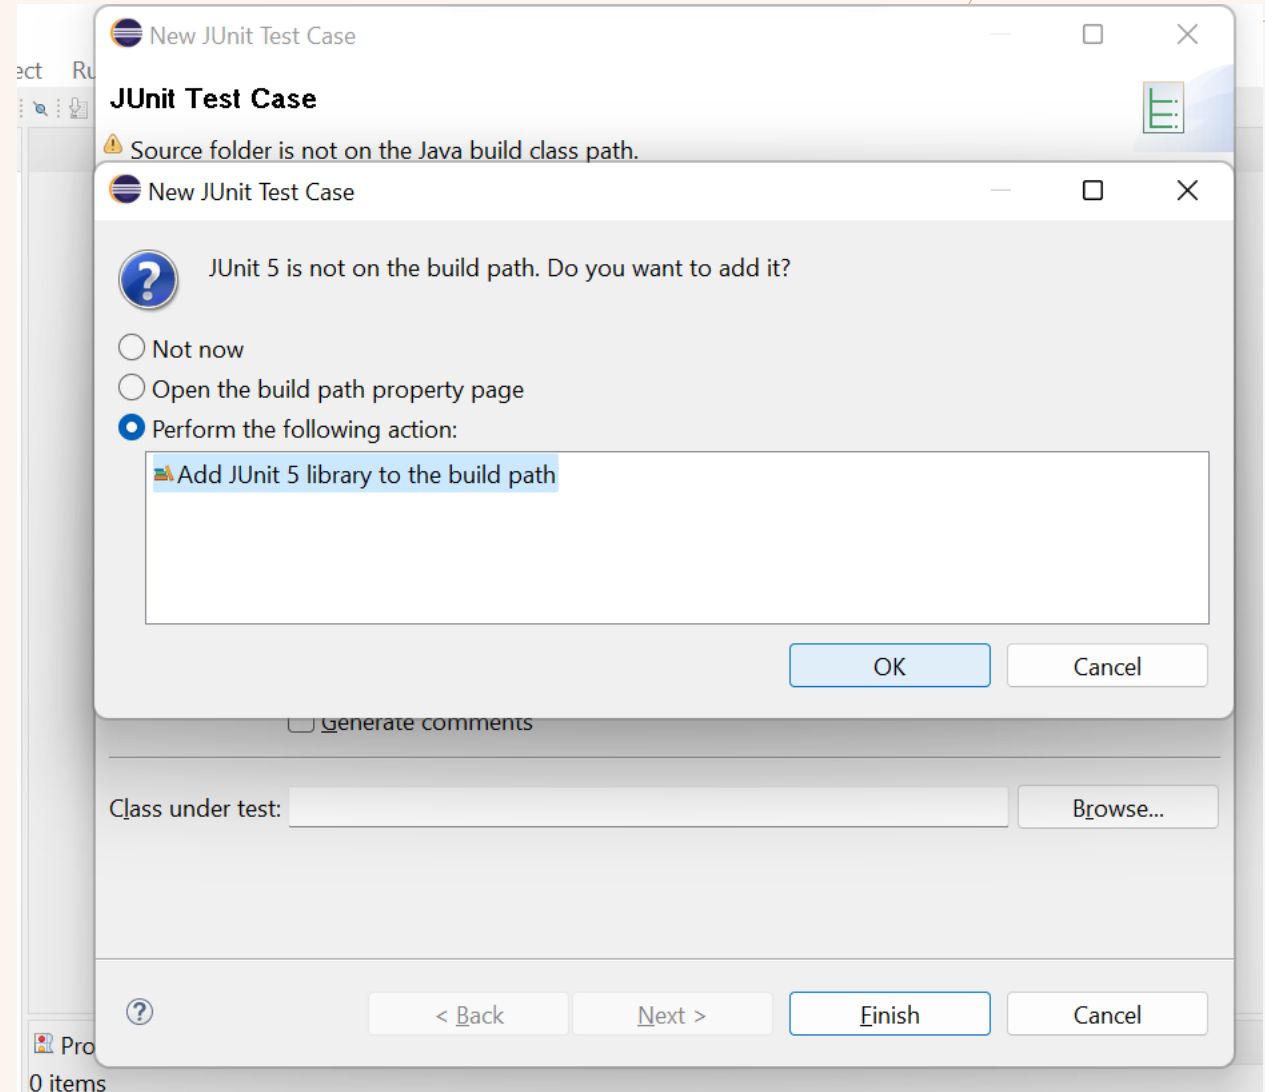 New JUnit Test Case
ect Ru
JUnit Test Case
Source folder is not on the Java build class path.
New JUnit Test Case
JUnit 5 is not on the build path. Do you want to add it?
Not now
Open the build path property page
Perform the following action:
Add JUnit 5 library to the build path
OK Cancel
Generate comments
Class under test: Browse...
< Back Next > Finish Cancel
Pro
0 items